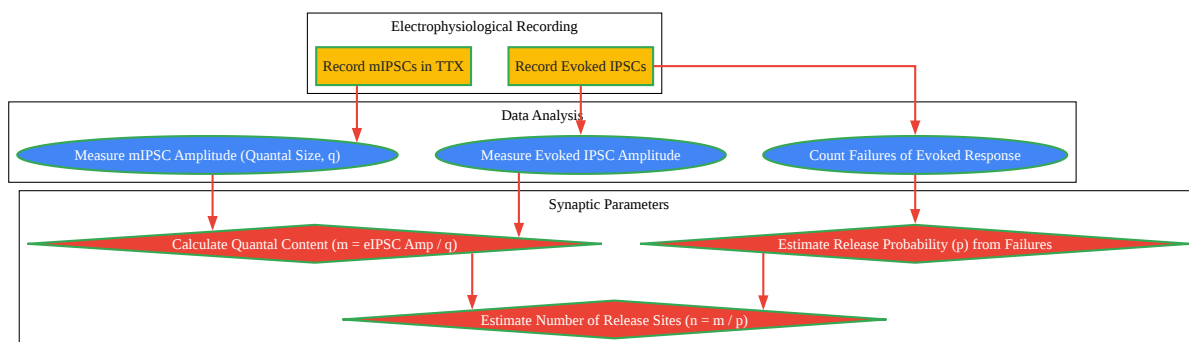 Electrophysiological Recording
Record mIPSCs in TTX
Record Evoked IPSCs
Data Analysis
Measure mIPSC Amplitude (Quantal Size, q)
Measure Evoked IPSC Amplitude
Count Failures of Evoked Response
Synaptic Parameters
Calculate Quantal Content (m = eIPSC Amp / q)
Estimate Release Probability (p) from Failures
Estimate Number of Release Sites (n = m / p)